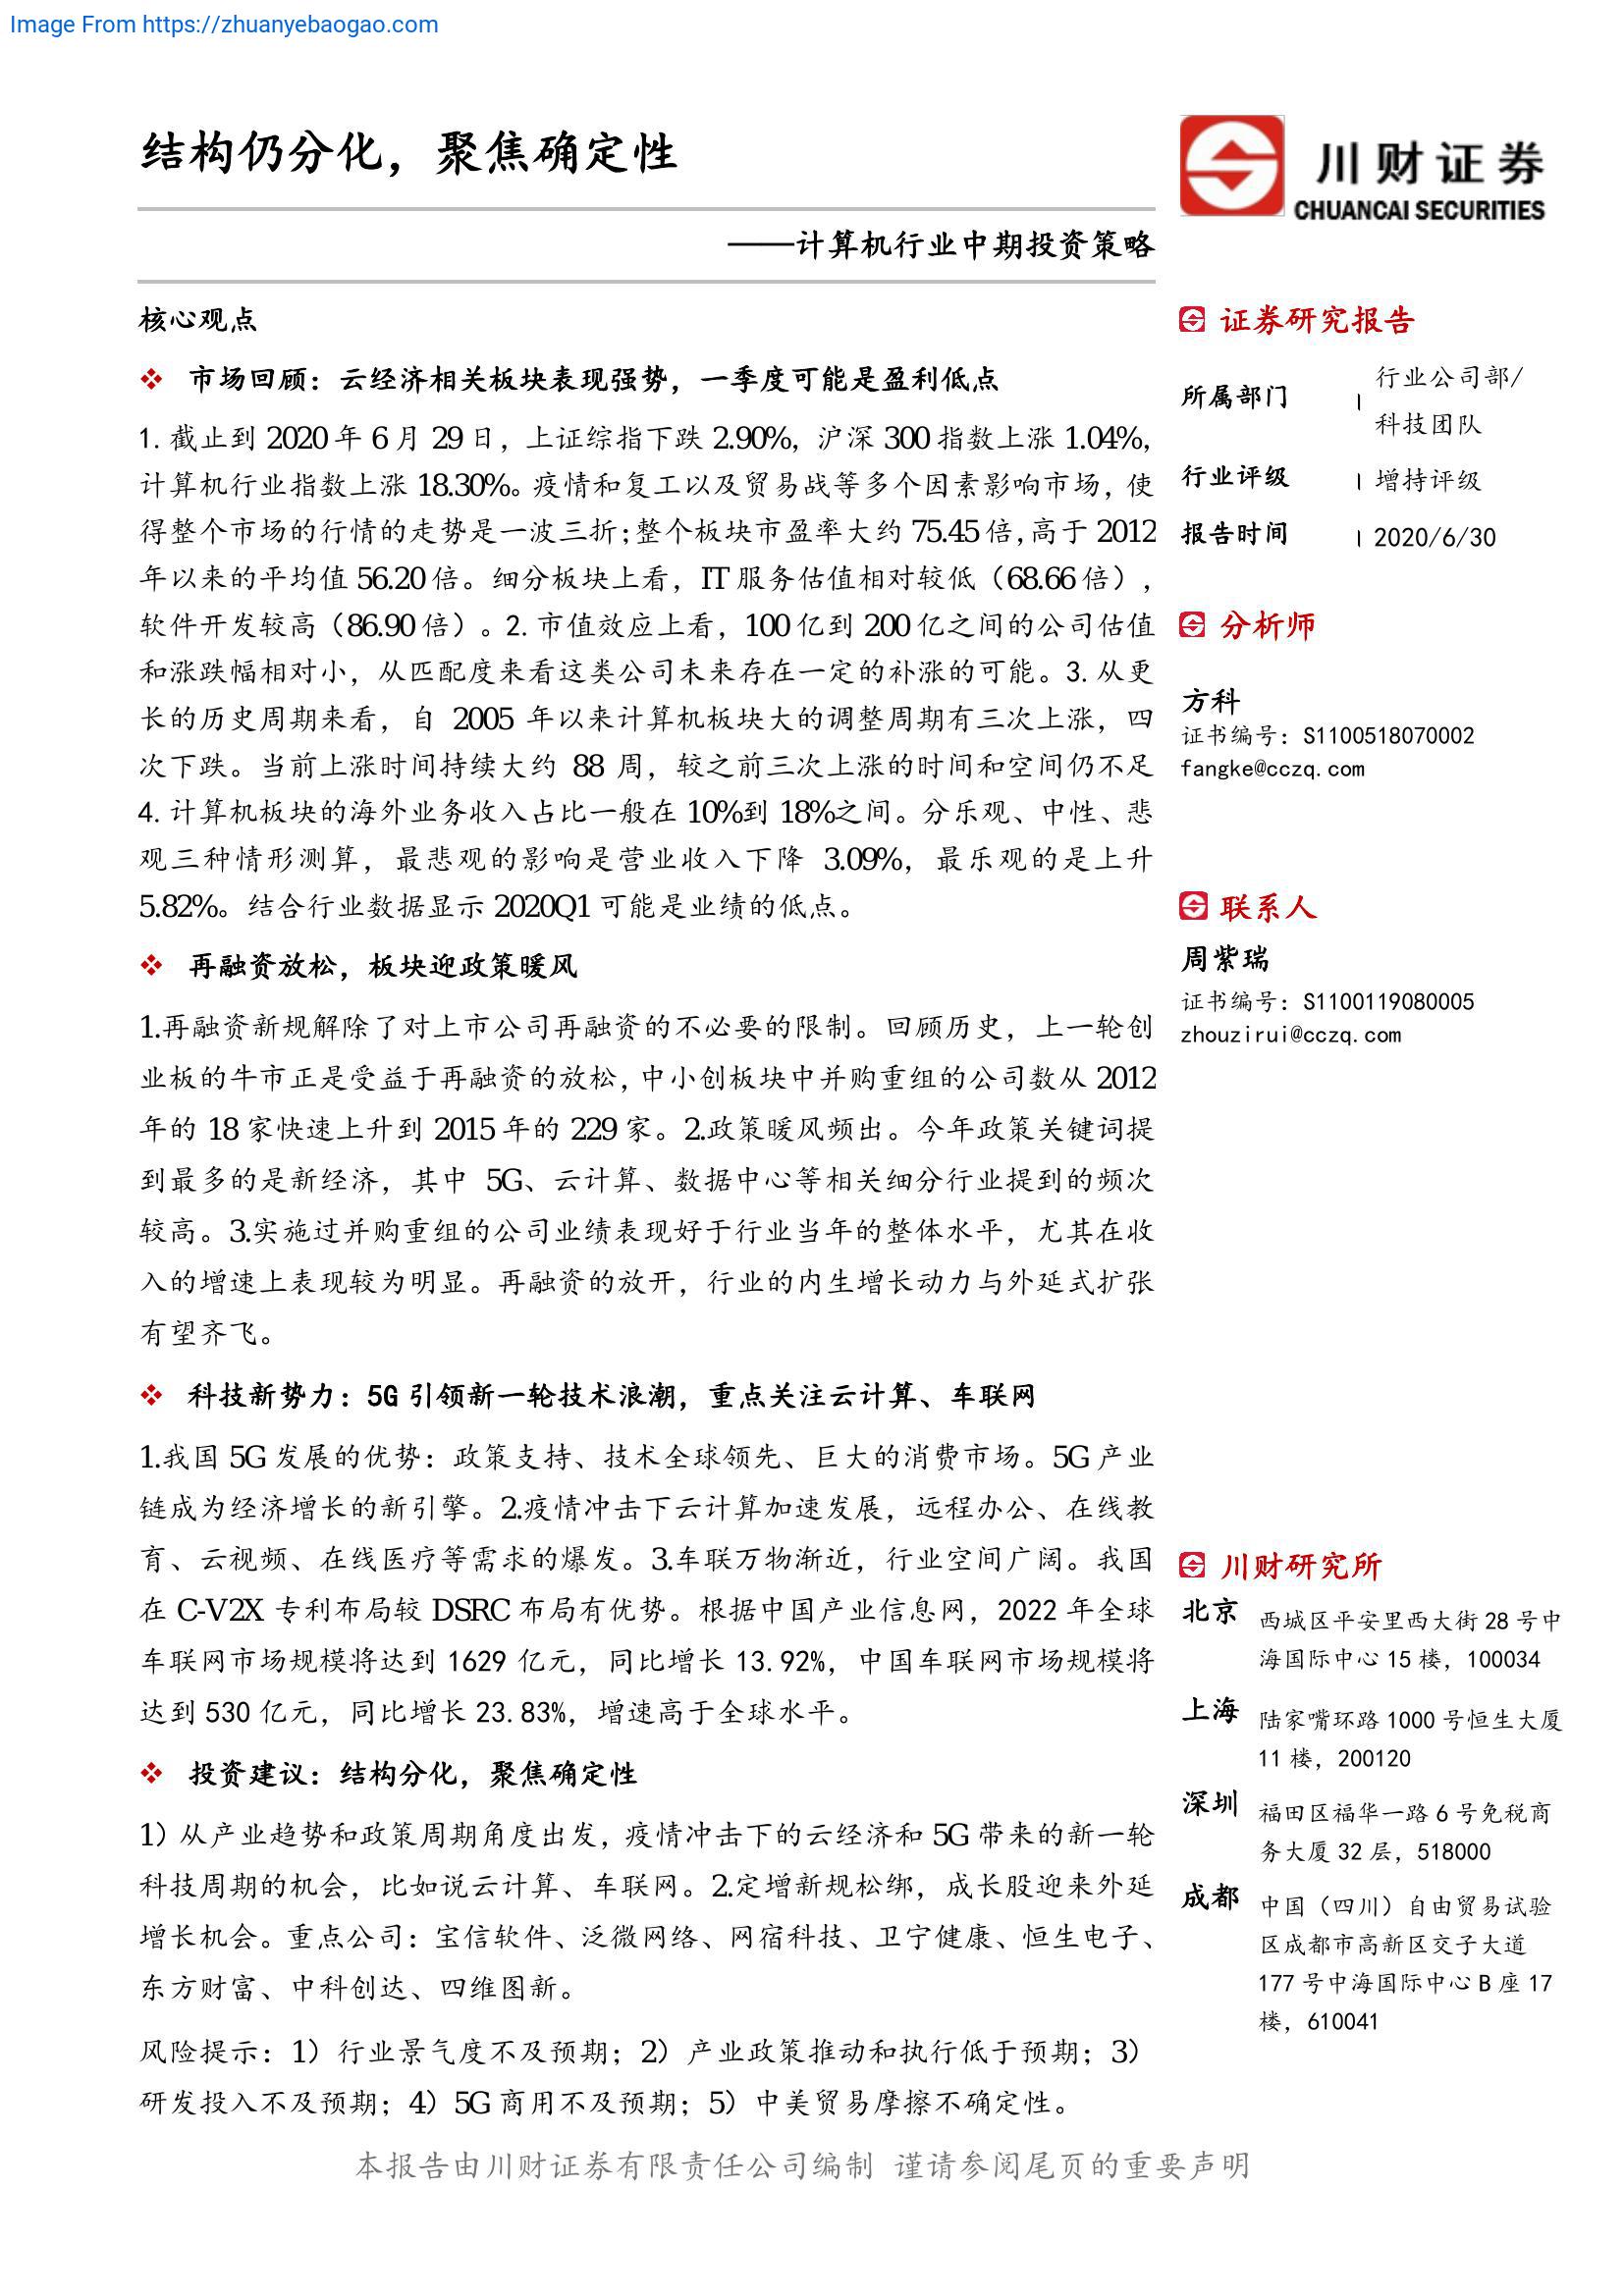 Image From https://zhuanyebaogao.com
结构仍分化，聚焦确定性
——计算机行业中期投资策略
川财证券
CHUANCAI SECURITIES
核心观点
市场回顾：云经济相关板块表现强势，一季度可能是盈利低点
1. 截止到 2020 年 6 月 29 日，上证综指下跌 2.90%，沪深 300 指数上涨 1.04%，
计算机行业指数上涨 18.30%。疫情和复工以及贸易战等多个因素影响市场，使
得整个市场的行情的走势是一波三折；整个板块市盈率大约 75.45 倍，高于 2012
年以来的平均值 56.20 倍。细分板块上看，IT 服务估值相对较低（68.66 倍），
软件开发较高（86.90 倍）。2. 市值效应上看，100 亿到 200 亿之间的公司估值
和涨跌幅相对小，从匹配度来看这类公司未来存在一定的补涨的可能。3. 从更
长的历史周期来看，自 2005 年以来计算机板块大的调整周期有三次上涨，四
次下跌。当前上涨时间持续大约 88 周，较之前三次上涨的时间和空间仍不足
4. 计算机板块的海外业务收入占比一般在 10%到 18%之间。分乐观、中性、悲
观三种情形测算，最悲观的影响是营业收入下降 3.09%，最乐观的是上升
5.82%。结合行业数据显示 2020Q1 可能是业绩的低点。
再融资放松，板块迎政策暖风
1.再融资新规解除了对上市公司再融资的不必要的限制。回顾历史，上一轮创
业板的牛市正是受益于再融资的放松，中小创板块中并购重组的公司数从 2012
年的 18 家快速上升到 2015 年的 229 家。2.政策暖风频出。今年政策关键词提
到最多的是新经济，其中 5G、云计算、数据中心等相关细分行业提到的频次
较高。3.实施过并购重组的公司业绩表现好于行业当年的整体水平，尤其在收
入的增速上表现较为明显。再融资的放开，行业的内生增长动力与外延式扩张
有望齐飞。
科技新势力：5G 引领新一轮技术浪潮，重点关注云计算、车联网
1.我国 5G 发展的优势：政策支持、技术全球领先、巨大的消费市场。5G 产业
链成为经济增长的新引擎。2.疫情冲击下云计算加速发展，远程办公、在线教
育、云视频、在线医疗等需求的爆发。3.车联万物渐近，行业空间广阔。我国
在 C-V2X 专利布局较 DSRC 布局有优势。根据中国产业信息网，2022 年全球
车联网市场规模将达到 1629 亿元，同比增长 13.92%，中国车联网市场规模将
达到 530 亿元，同比增长 23.83%，增速高于全球水平。
投资建议：结构分化，聚焦确定性
1）从产业趋势和政策周期角度出发，疫情冲击下的云经济和 5G 带来的新一轮
科技周期的机会，比如说云计算、车联网。2.定增新规松绑，成长股迎来外延
增长机会。重点公司：宝信软件、泛微网络、网宿科技、卫宁健康、恒生电子、
东方财富、中科创达、四维图新。
风险提示：1）行业景气度不及预期；2）产业政策推动和执行低于预期；3）
研发投入不及预期；4）5G 商用不及预期；5）中美贸易摩擦不确定性。
证券研究报告
所属部门 | 行业公司部/
科技团队
行业评级 | 增持评级
报告时间 | 2020/6/30
分析师
方科
证书编号：S1100518070002
fangke@cczq.com
联系人
周紫瑞
证书编号：S1100119080005
zhouzirui@cczq.com
川财研究所
北京 西城区平安里西大街 28 号中
海国际中心 15 楼，100034
上海 陆家嘴环路 1000 号恒生大厦
11 楼，200120
深圳 福田区福华一路 6 号免税商
务大厦 32 层，518000
成都 中国（四川）自由贸易试验
区成都市高新区交子大道
177 号中海国际中心 B 座 17
楼，610041
本报告由川财证券有限责任公司编制 谨请参阅尾页的重要声明